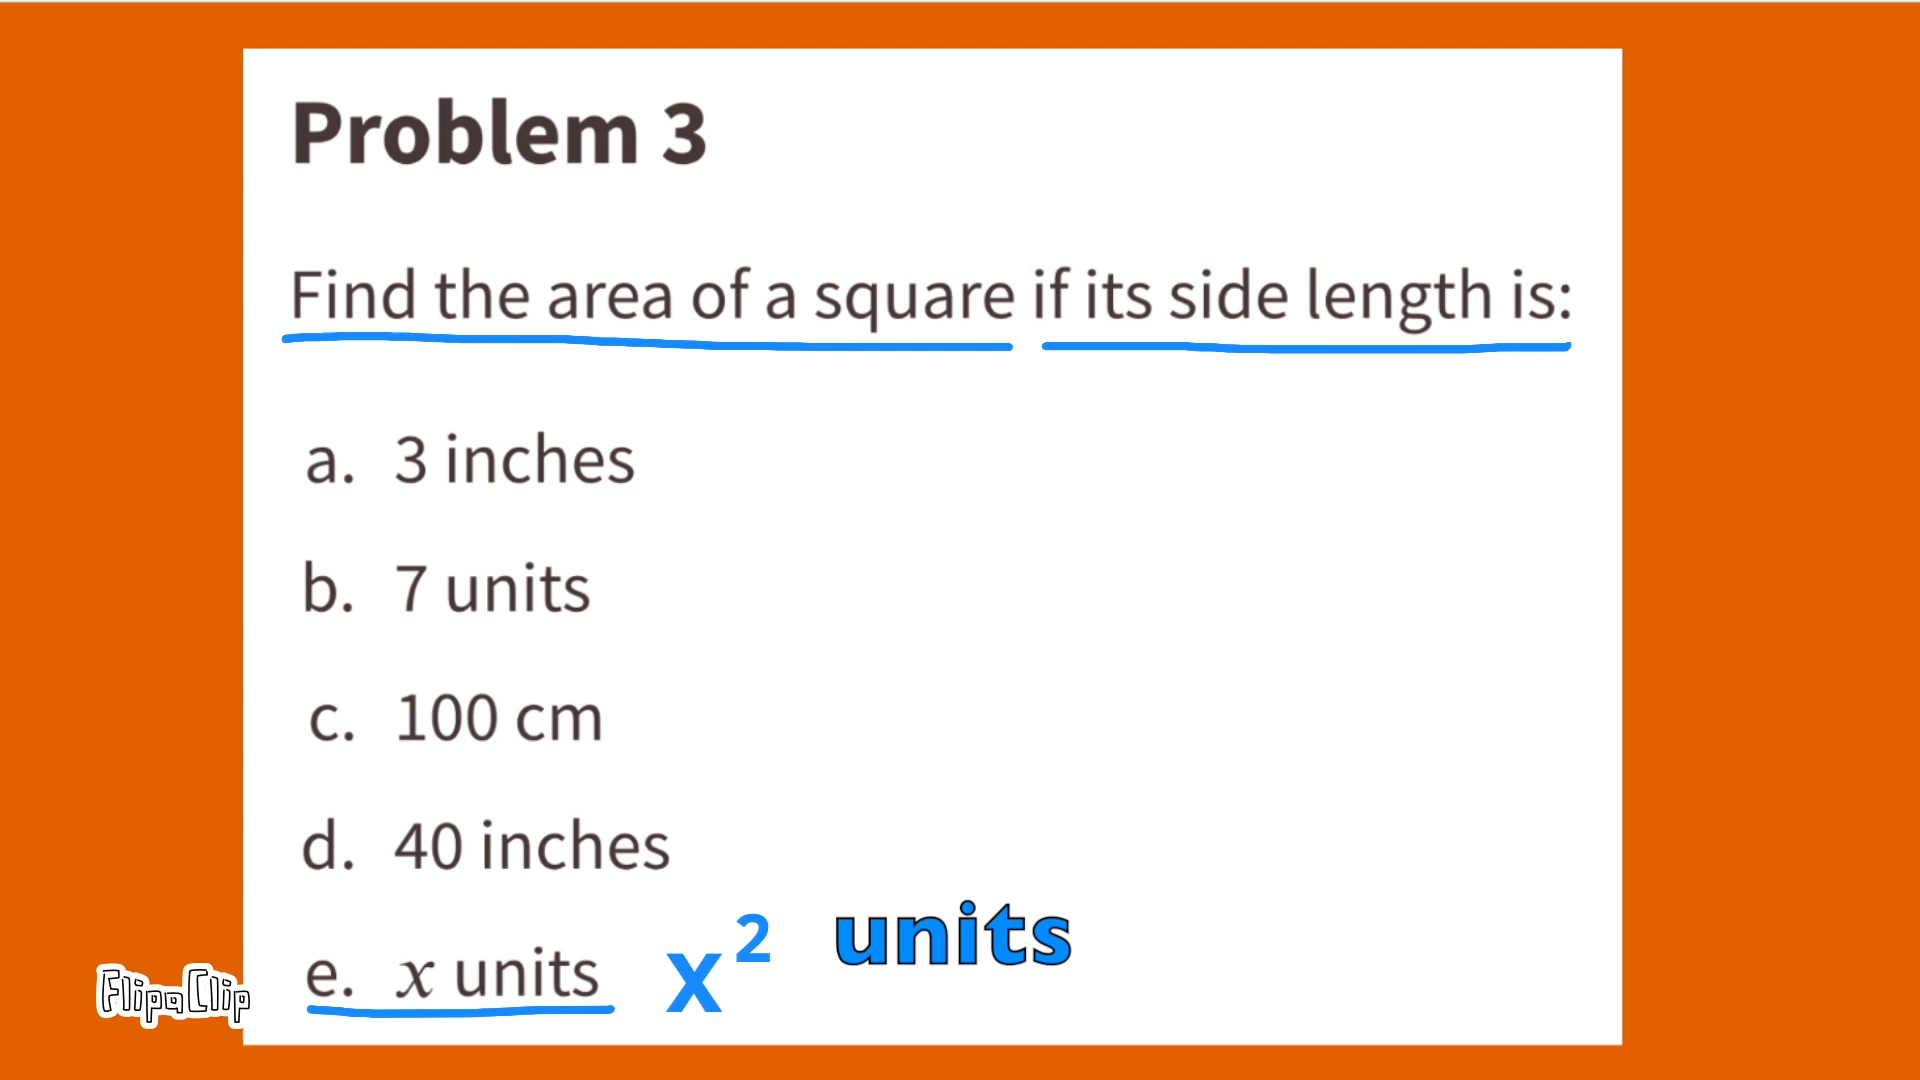 Problem 3
Find the area of a square if its side length is:
a. 3 inches
b. 7 units
c. 100 cm
d. 40 inches
e. x units x² units
FlipaClip